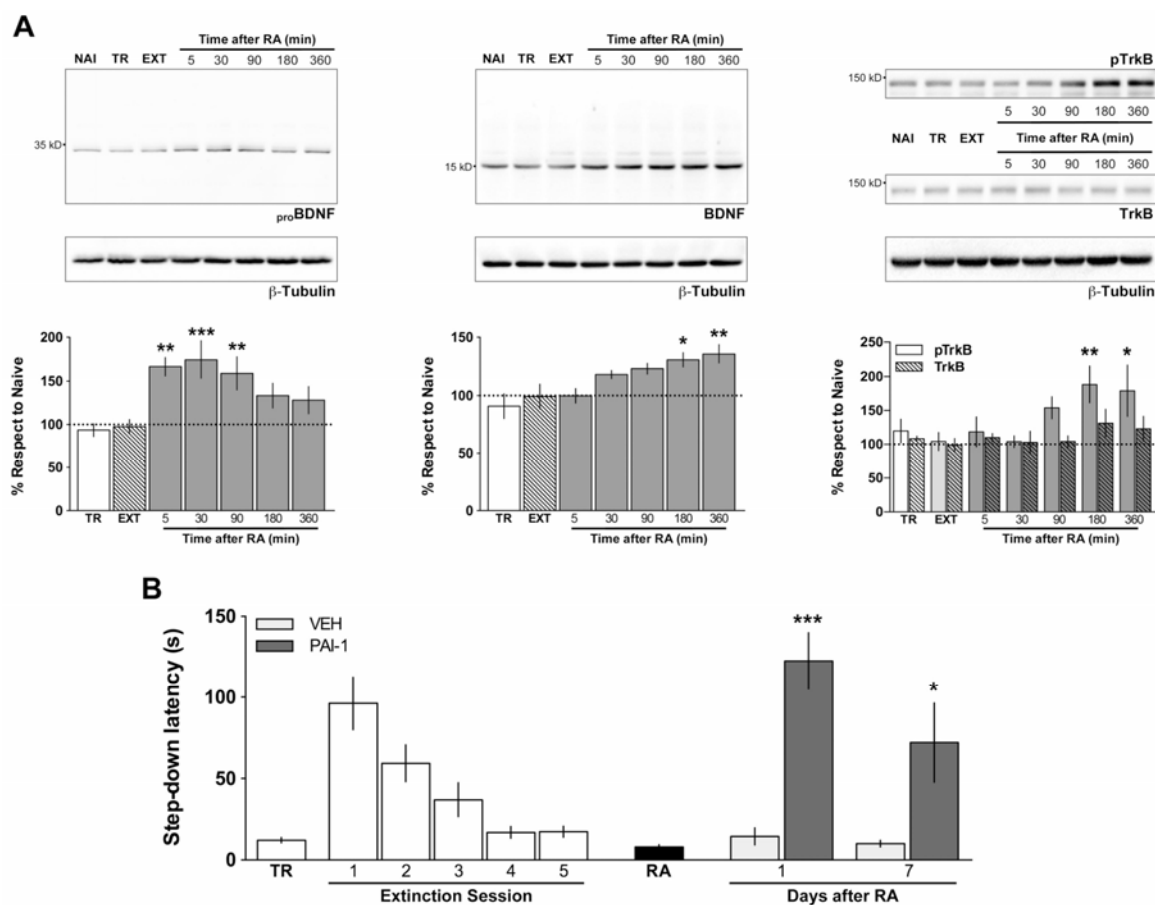 A
Time after RA (min)
NAI TR EXT 5 30 90 180 360
35 kD
proBDNF
β-Tubulin
200
150
100
50
0
% Respect to Naive
** *** **
TR EXT 5 30 90 180 360
Time after RA (min)
Time after RA (min)
NAI TR EXT 5 30 90 180 360
15 kD
BDNF
β-Tubulin
150
100
50
0
% Respect to Naive
* **
TR EXT 5 30 90 180 360
Time after RA (min)
pTrkB
150 kD
5 30 90 180 360
NAI TR EXT Time after RA (min)
5 30 90 180 360
150 kD
TrkB
β-Tubulin
250
200
150
100
50
0
% Respect to Naive
pTrkB
TrkB
** *
TR EXT 5 30 90 180 360
Time after RA (min)
B
150
100
50
0
Step-down latency (s)
VEH
PAI-1
***
*
TR 1 2 3 4 5 RA 1 7
Extinction Session Days after RA